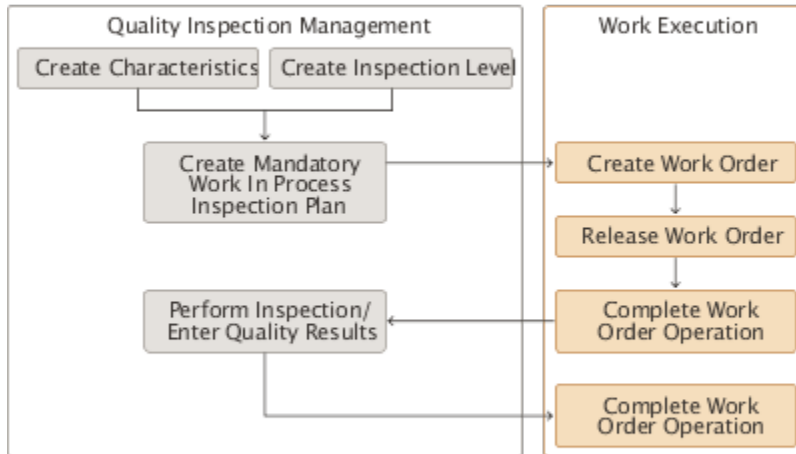 Quality Inspection Management
Work Execution
Create Characteristics
Create Inspection Level
Create Mandatory
Work In Process
Inspection Plan
Create Work Order
Release Work Order
Perform Inspection/
Enter Quality Results
Complete Work
Order Operation
Complete Work
Order Operation